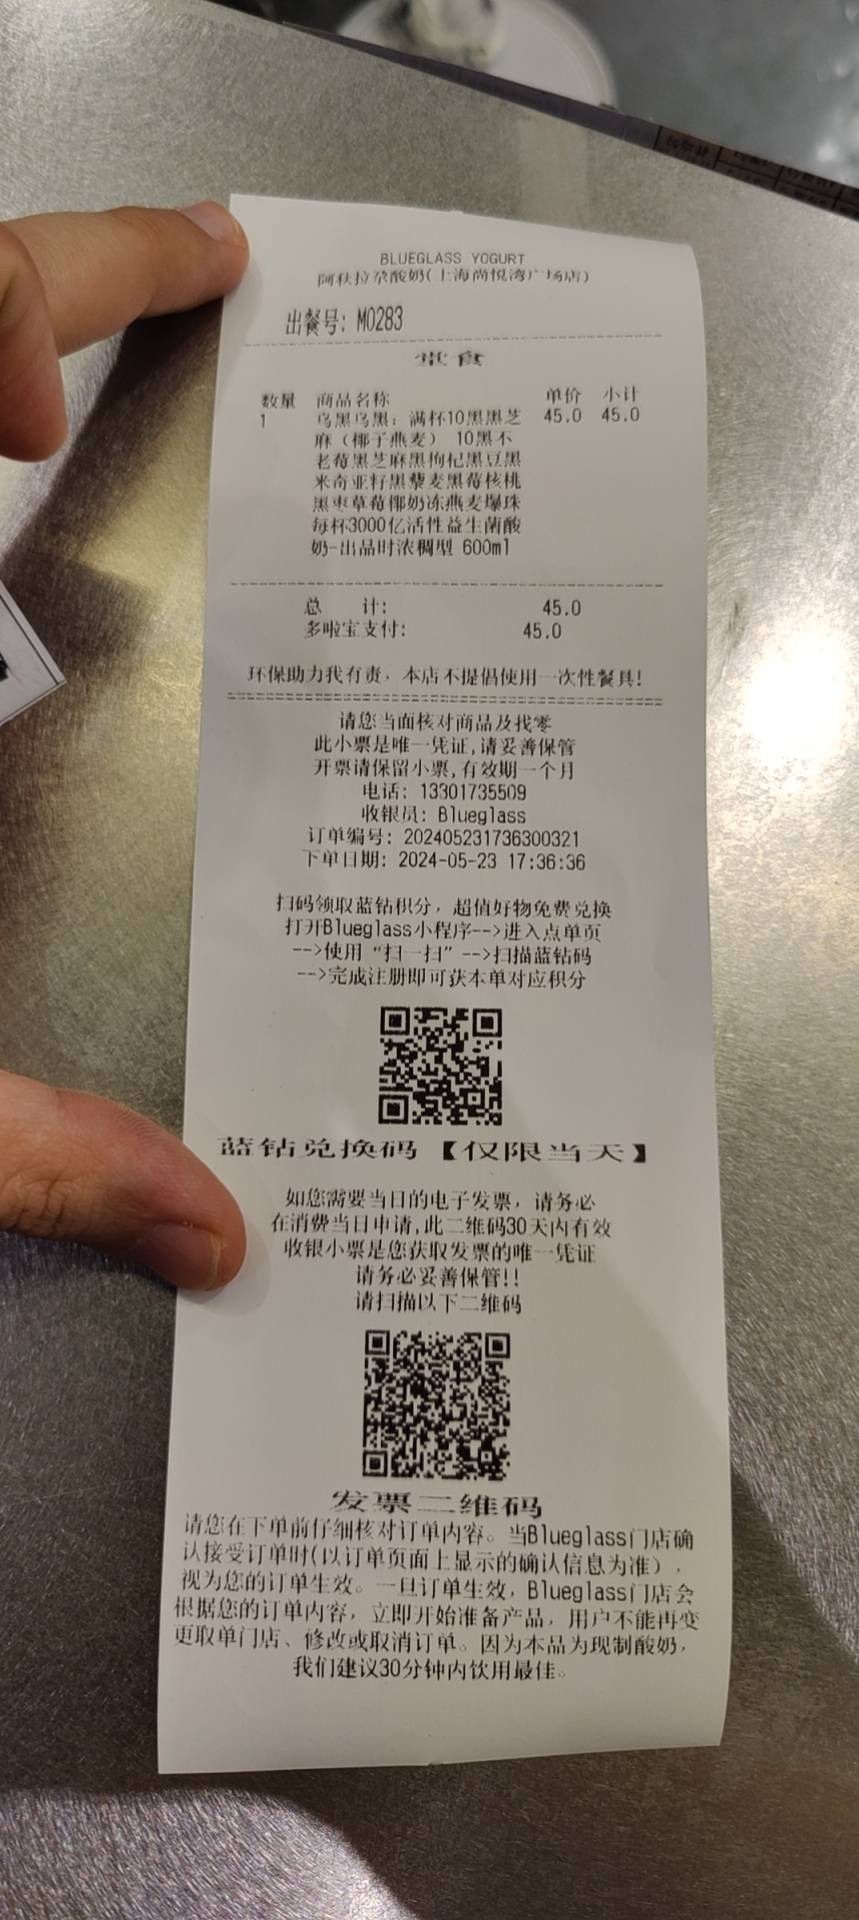 BLUEGLASS YOGURT
阿秋拉尕酸奶(上海尚悦湾广场店)
出餐号: M0283
堂食
数量 商品名称 单价 小计
1 乌黑乌黑：满杯10黑黑芝 45.0 45.0
麻（椰子燕麦） 10黑不
老莓黑芝麻黑枸杞黑豆黑
米奇亚籽黑藜麦黑莓核桃
黑枣草莓椰奶冻燕麦爆珠
每杯3000亿活性益生菌酸
奶-出品时浓稠型 600ml
总 计: 45.0
多啦宝支付: 45.0
环保助力我有责，本店不提倡使用一次性餐具!
请您当面核对商品及找零
此小票是唯一凭证,请妥善保管
开票请保留小票,有效期一个月
电话: 13301735509
收银员: Blueglass
订单编号: 202405231736300321
下单日期: 2024-05-23 17:36:36
扫码领取蓝钻积分，超值好物免费兑换
打开Blueglass小程序-->进入点单页
-->使用“扫一扫”-->扫描蓝钻码
-->完成注册即可获本单对应积分
蓝钻兑换码【仅限当天】
如您需要当日的电子发票，请务必
在消费当日申请,此二维码30天内有效
收银小票是您获取发票的唯一凭证
请务必妥善保管!!
请扫描以下二维码
发票二维码
请您在下单前仔细核对订单内容。当Blueglass门店确
认接受订单时(以订单页面上显示的确认信息为准)，
视为您的订单生效。一旦订单生效，Blueglass门店会
根据您的订单内容，立即开始准备产品，用户不能再变
更取单门店、修改或取消订单。因为本品为现制酸奶，
我们建议30分钟内饮用最佳。